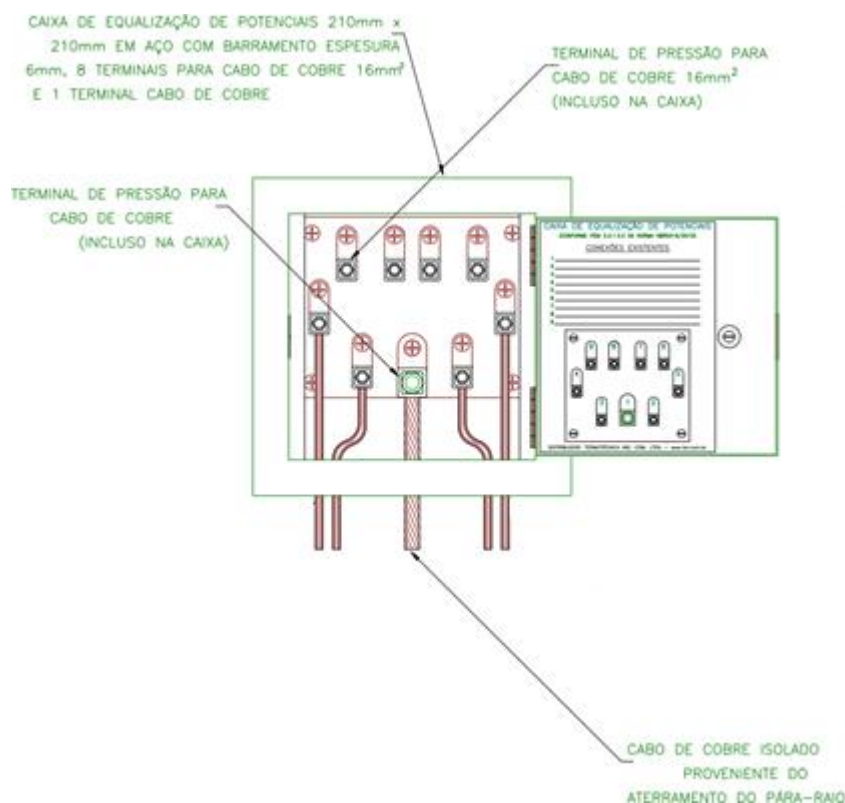 CAIXA DE EQUALIZAÇÃO DE POTENCIAIS 210mm x
210mm EM AÇO COM BARRAMENTO ESPESURA
6mm, 8 TERMINAIS PARA CABO DE COBRE 16mm²
E 1 TERMINAL CABO DE COBRE
TERMINAL DE PRESSÃO PARA
CABO DE COBRE 16mm²
(INCLUSO NA CAIXA)
TERMINAL DE PRESSÃO PARA
CABO DE COBRE
(INCLUSO NA CAIXA)
CAIXA DE EQUALIZAÇÃO DE POTENCIAIS
CONEXÕES EXISTENTES
CABO DE COBRE ISOLADO
PROVENIENTE DO
ATERRAMENTO DO PÁRA-RAIO